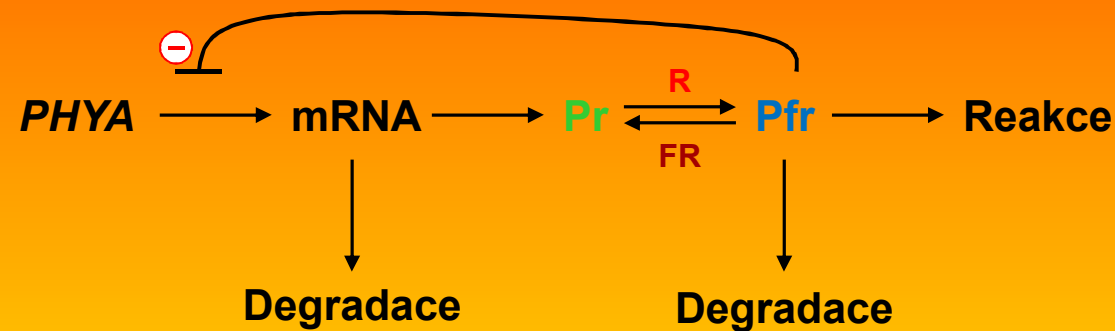 −
R
PHYA mRNA Pr Pfr Reakce
FR
Degradace Degradace